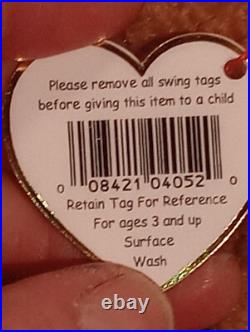 Please remove all swing tags
before giving this item to a child
0 08421 04052 0
Retain Tag For Reference
For ages 3 and up
Surface
Wash